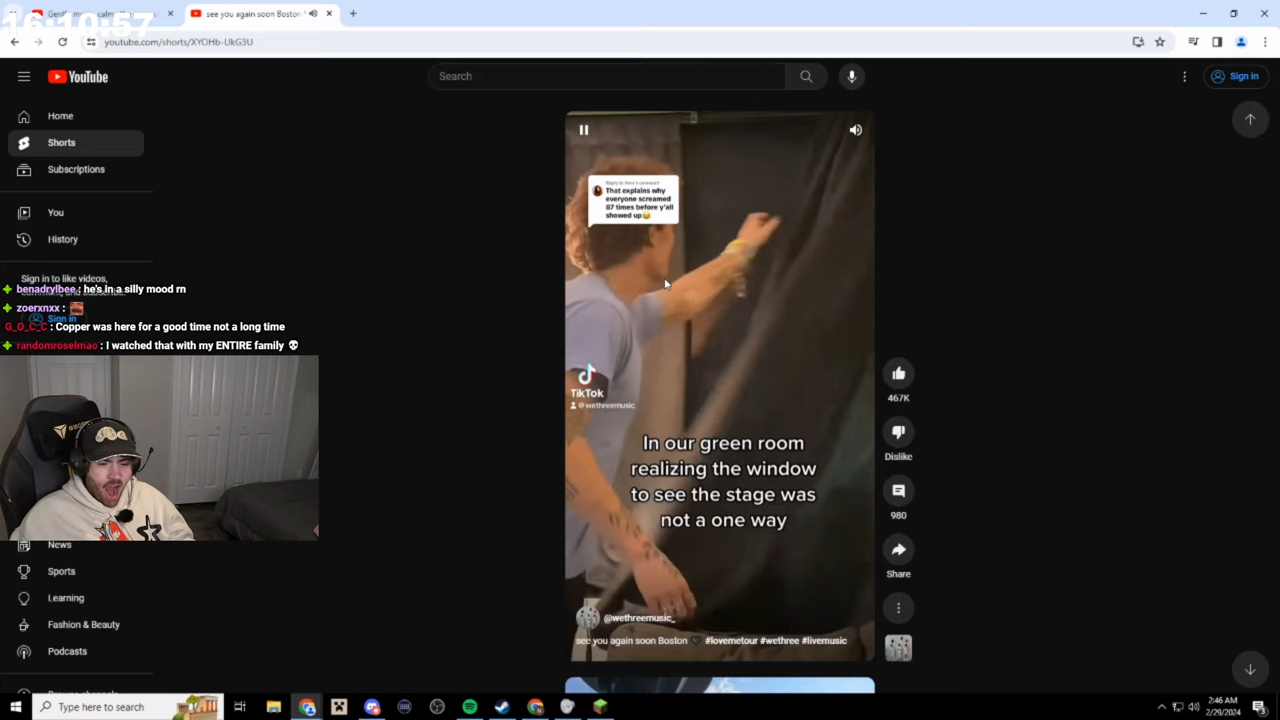 16:10:57
see you again soon Boston
youtube.com/shorts/XYOHb-UkG3U
YouTube
Search
Sign in
Home
Shorts
Subscriptions
You
History
Sign in to like videos,
benadrylbee: he's in a silly mood rn
zoerxnxx :
Sign in
G_O_C_C : Copper was here for a good time not a long time
randomroselmao: I watched that with my ENTIRE family
News
Sports
Learning
Fashion & Beauty
Podcasts
That explains why
everyone screamed
87 times before y'all
showed up😂
TikTok
@wethreemusic
In our green room
realizing the window
to see the stage was
not a one way
@wethreemusic_
see you again soon Boston 🖤 #lovemetour #wethree #livemusic
467K
Dislike
980
Share
Type here to search
2:46 AM
2/29/2024